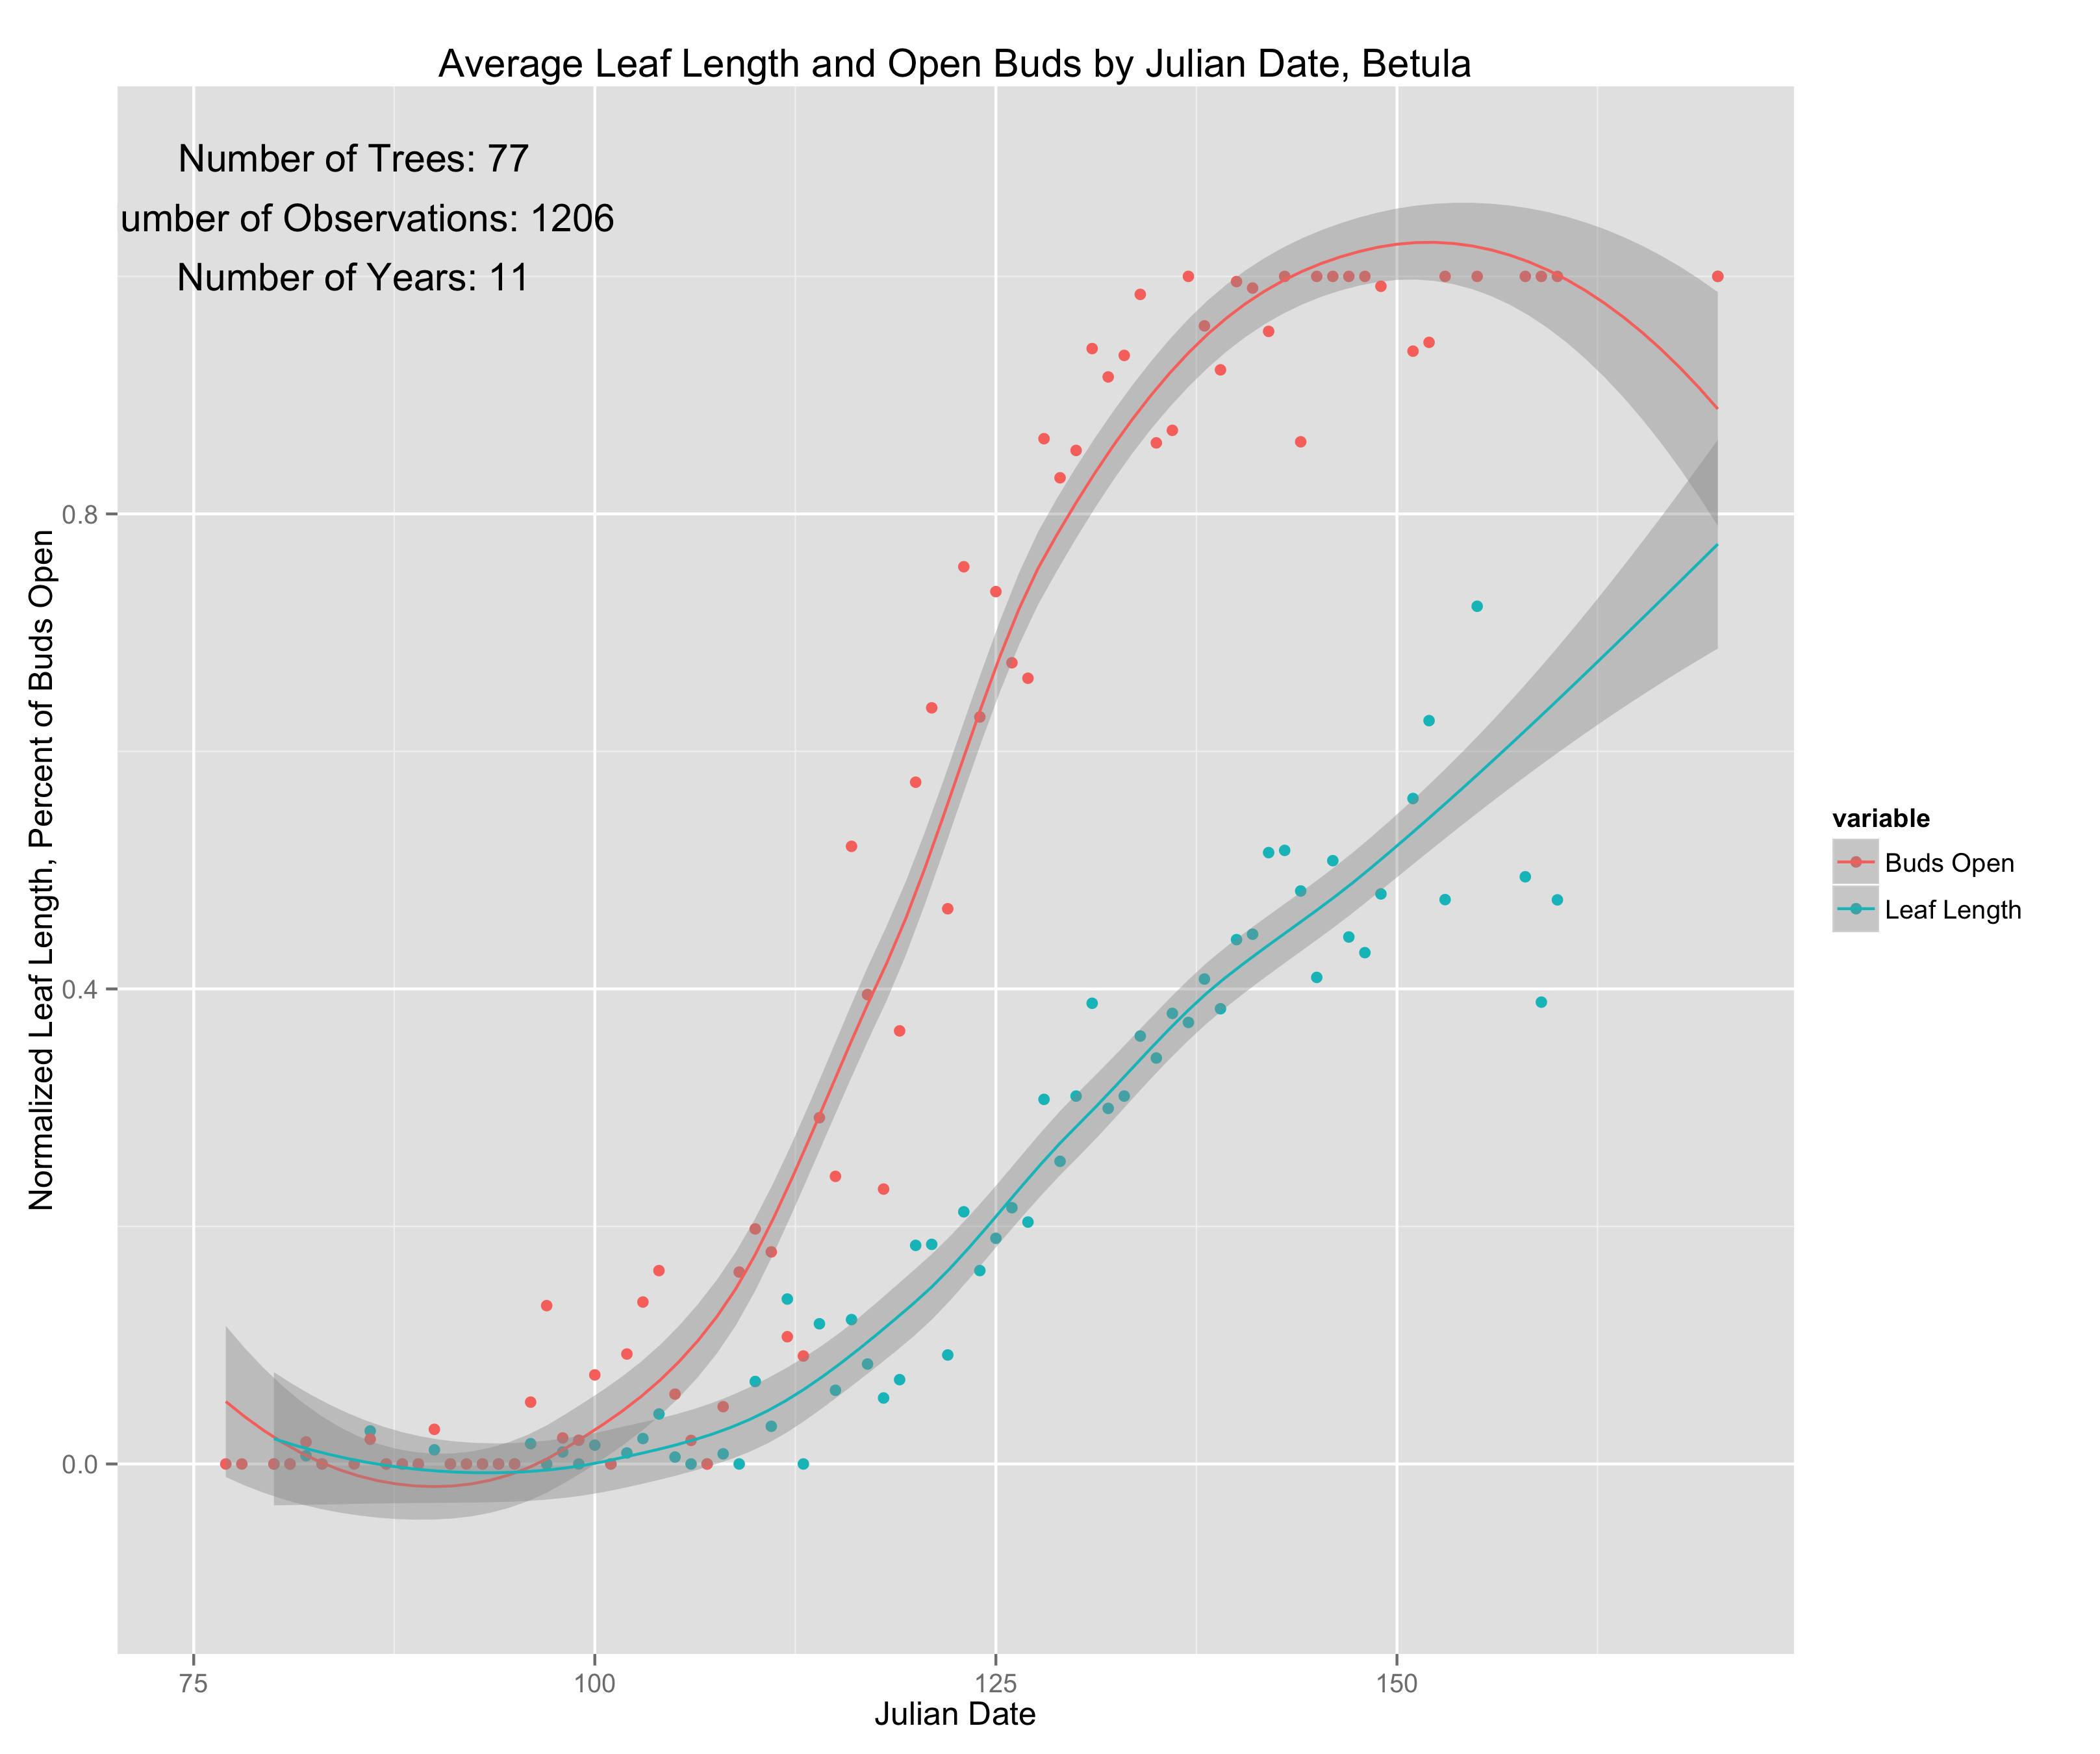 Average Leaf Length and Open Buds by Julian Date, Betula
Number of Trees: 77
umber of Observations: 1206
Number of Years: 11
Normalized Leaf Length, Percent of Buds Open
0.8
0.4
0.0
75
100
125
150
Julian Date
variable
Buds Open
Leaf Length